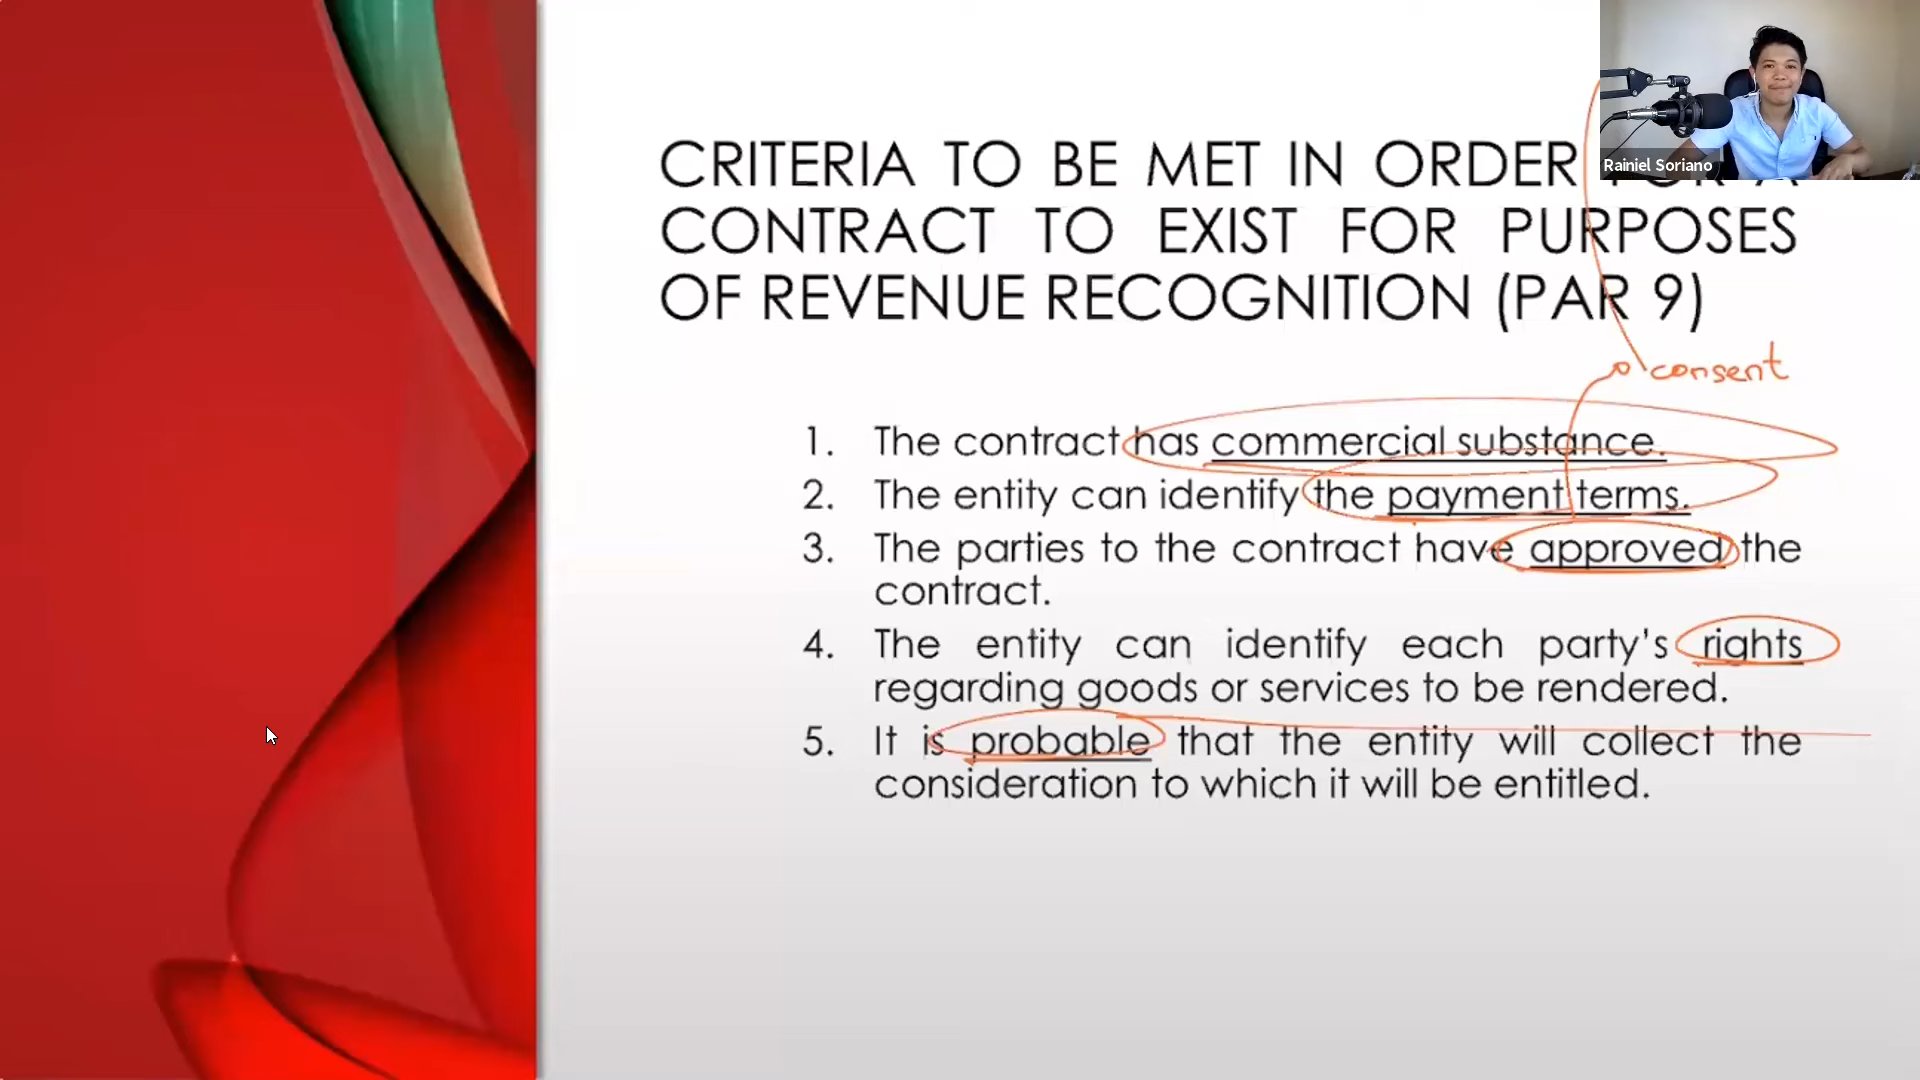 CRITERIA TO BE MET IN ORDER FOR A
CONTRACT TO EXIST FOR PURPOSES
OF REVENUE RECOGNITION (PAR 9)
Rainiel Soriano
consent
1. The contract has commercial substance.
2. The entity can identify the payment terms.
3. The parties to the contract have approved the
contract.
4. The entity can identify each party's rights
regarding goods or services to be rendered.
5. It is probable that the entity will collect the
consideration to which it will be entitled.